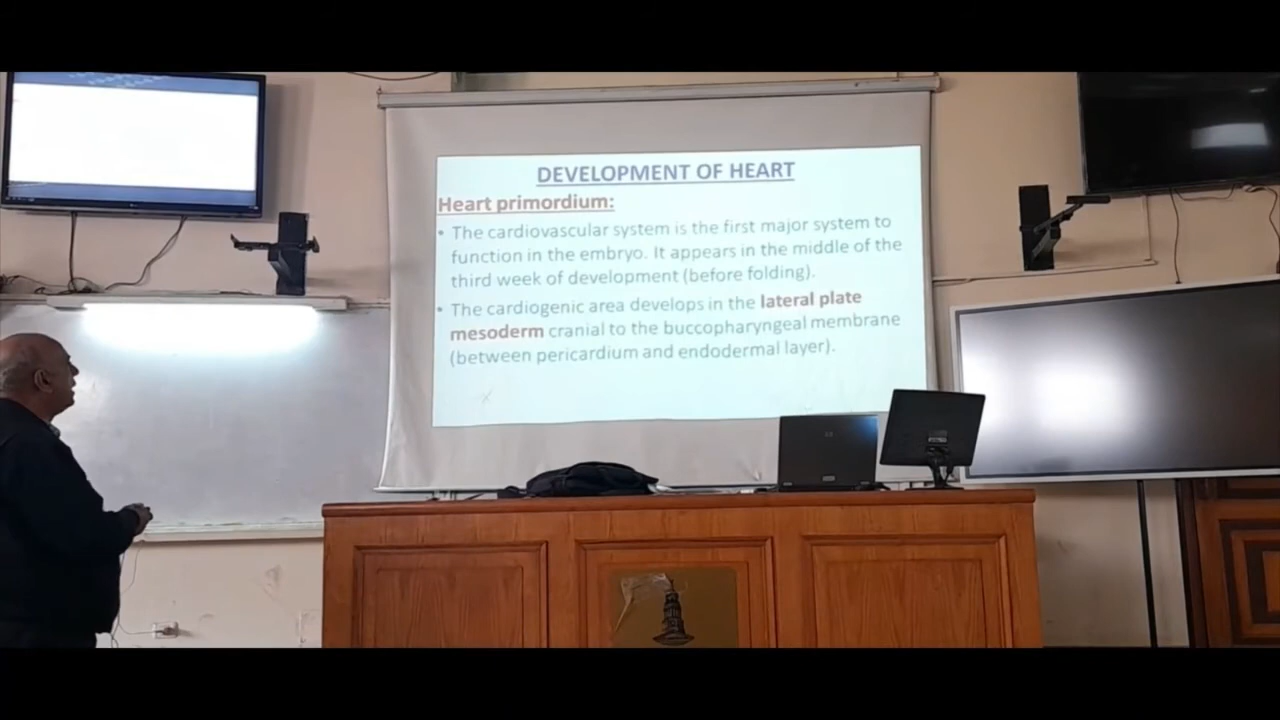 DEVELOPMENT OF HEART
Heart primordium:
• The cardiovascular system is the first major system to
function in the embryo. It appears in the middle of the
third week of development (before folding).
• The cardiogenic area develops in the lateral plate
mesoderm cranial to the buccopharyngeal membrane
(between pericardium and endodermal layer).